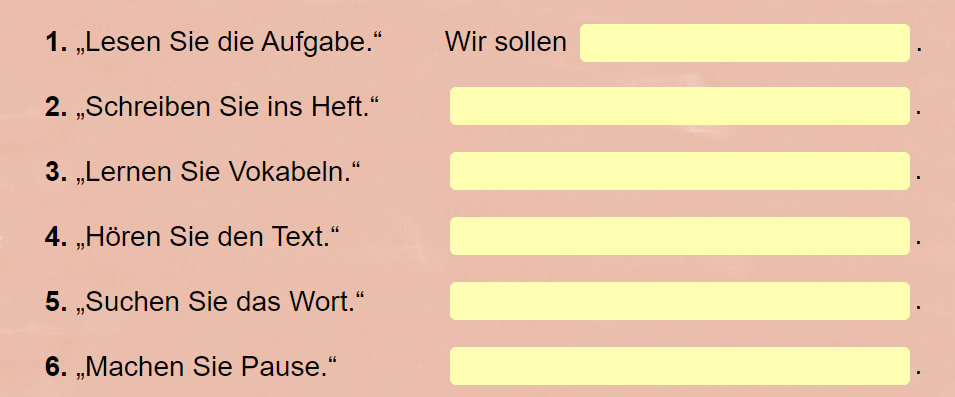 1. „Lesen Sie die Aufgabe.“ Wir sollen .
2. „Schreiben Sie ins Heft.“ .
3. „Lernen Sie Vokabeln.“ .
4. „Hören Sie den Text.“ .
5. „Suchen Sie das Wort.“ .
6. „Machen Sie Pause.“ .